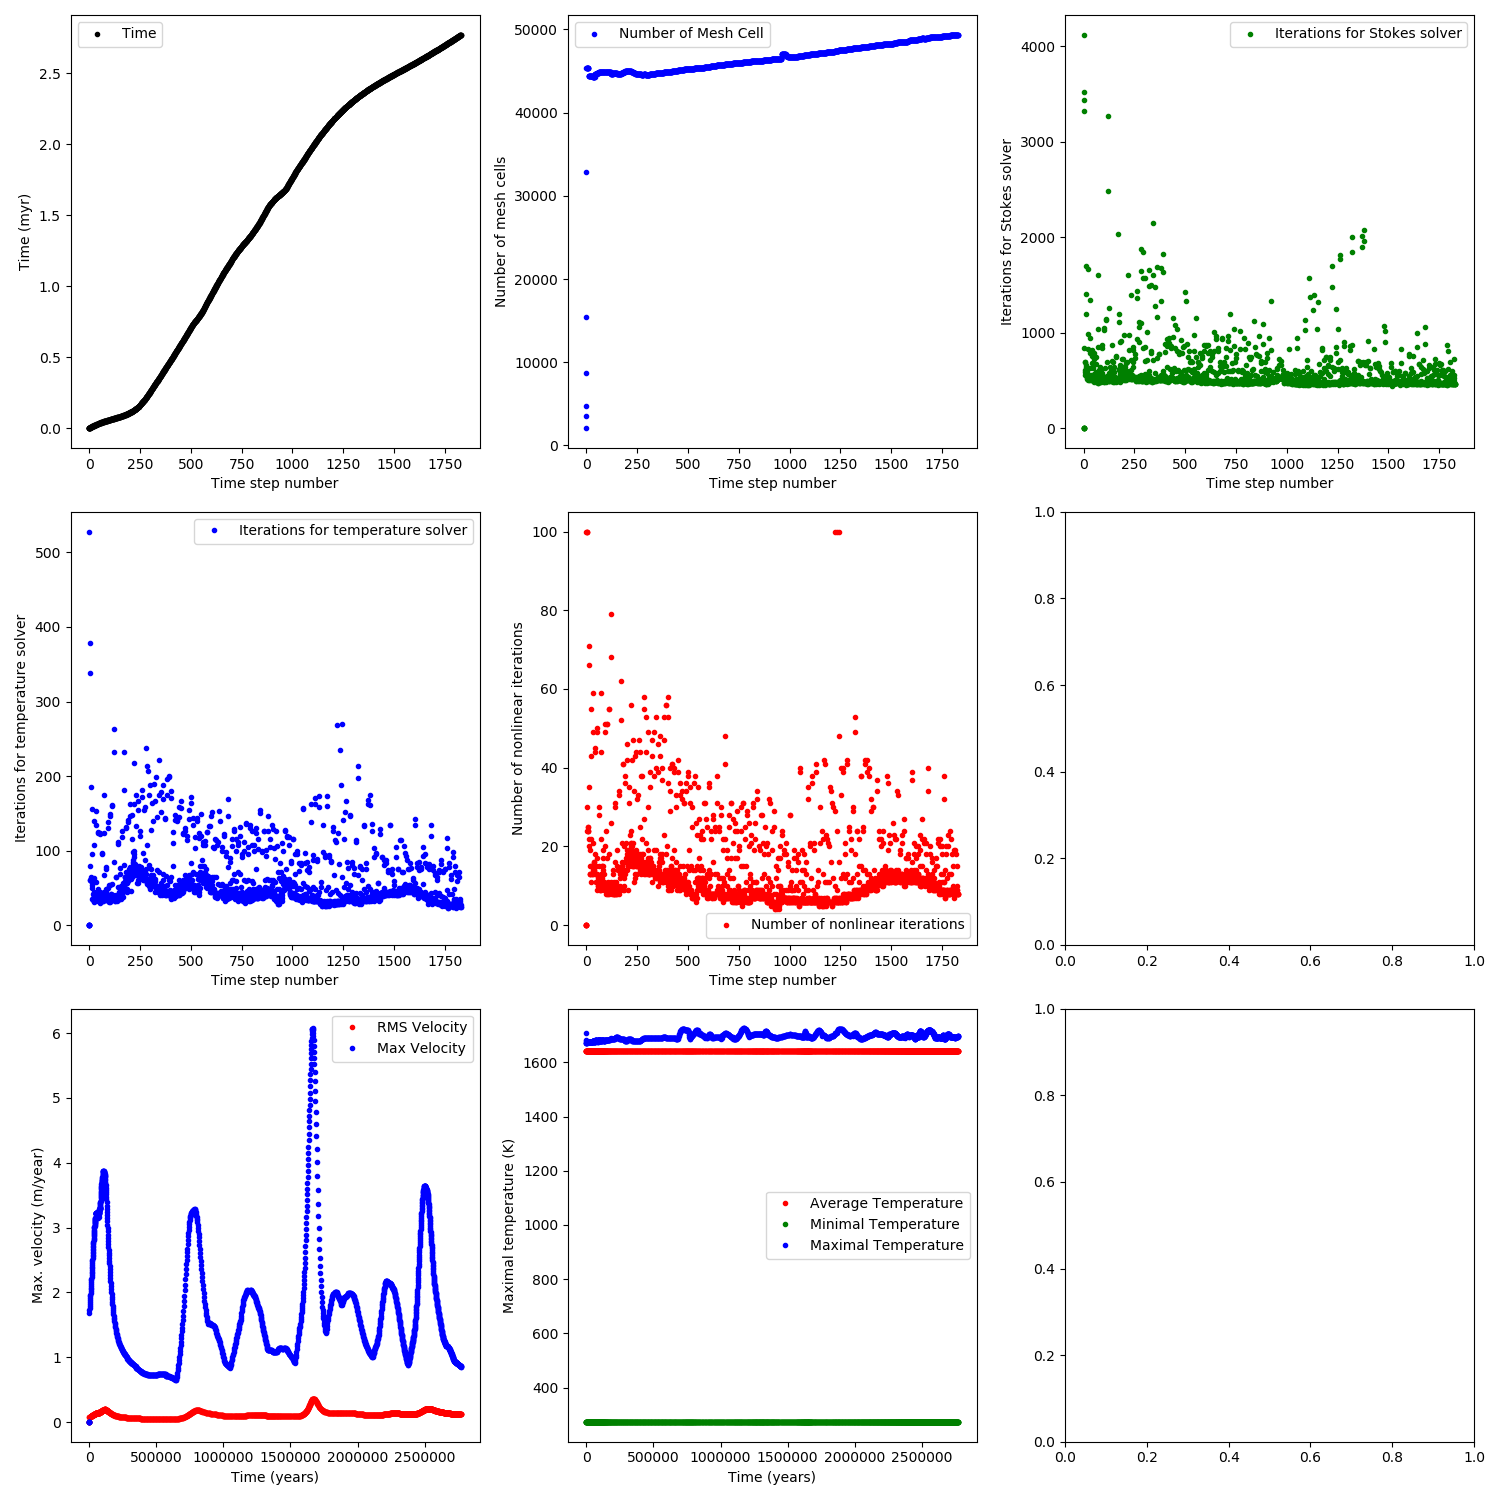 Time
Time (myr)
0.0
0.5
1.0
1.5
2.0
2.5
0 250 500 750 1000 1250 1500 1750
Time step number
Number of Mesh Cell
Number of mesh cells
0
10000
20000
30000
40000
50000
0 250 500 750 1000 1250 1500 1750
Time step number
Iterations for Stokes solver
Iterations for Stokes solver
0
1000
2000
3000
4000
0 250 500 750 1000 1250 1500 1750
Time step number
Iterations for temperature solver
Iterations for temperature solver
0
100
200
300
400
500
0 250 500 750 1000 1250 1500 1750
Time step number
Number of nonlinear iterations
Number of nonlinear iterations
0
20
40
60
80
100
0 250 500 750 1000 1250 1500 1750
Time step number
0.0
0.2
0.4
0.6
0.8
1.0
0.0 0.2 0.4 0.6 0.8 1.0
RMS Velocity
Max Velocity
Max. velocity (m/year)
0
1
2
3
4
5
6
0 500000 1000000 1500000 2000000 2500000
Time (years)
Average Temperature
Minimal Temperature
Maximal Temperature
Maximal temperature (K)
400
600
800
1000
1200
1400
1600
0 500000 1000000 1500000 2000000 2500000
Time (years)
0.0
0.2
0.4
0.6
0.8
1.0
0.0 0.2 0.4 0.6 0.8 1.0